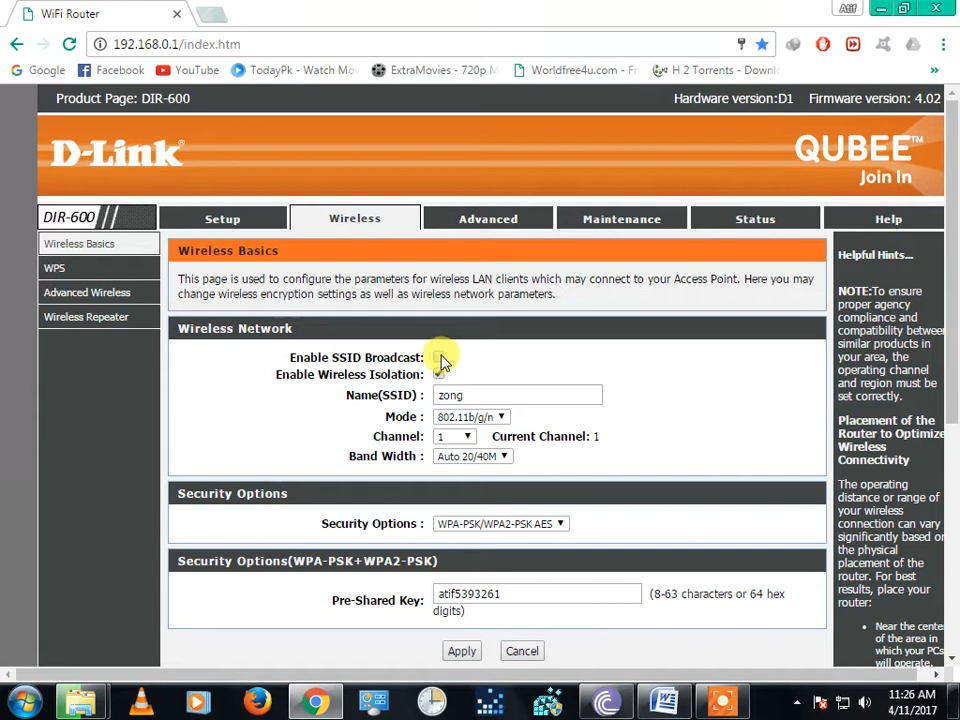 WiFi Router
Atif
192.168.0.1/index.htm
Google
Facebook
YouTube
TodayPk - Watch Mo
ExtraMovies - 720p M
Worldfree4u.com - Fr
H 2 Torrents - Down
Product Page: DIR-600
Hardware version:D1
Firmware version: 4.02
D-Link
QUBEE™
Join In
DIR-600
Setup
Wireless
Advanced
Maintenance
Status
Help
Wireless Basics
WPS
Advanced Wireless
Wireless Repeater
Wireless Basics
This page is used to configure the parameters for wireless LAN clients which may connect to your Access Point. Here you may
change wireless encryption settings as well as wireless network parameters.
Wireless Network
Enable SSID Broadcast:
Enable Wireless Isolation:
Name(SSID) : zong
Mode : 802.11b/g/n
Channel: 1 Current Channel: 1
Band Width : Auto 20/40M
Security Options
Security Options : WPA-PSK/WPA2-PSK AES
Security Options(WPA-PSK+WPA2-PSK)
Pre-Shared Key: atif5393261 (8-63 characters or 64 hex
digits)
Apply
Cancel
Helpful Hints...
NOTE:To ensure
proper agency
compliance and
compatibility between
similar products in
your area, the
operating channel
and region must be
set correctly.
Placement of the
Router to Optimize
Wireless
Connectivity
The operating
distance or range of
your wireless
connection can vary
significantly based on
the physical
placement of the
router. For best
results, place your
router:
Near the center
of the area in
which your PCs
will operate.
11:26 AM
4/11/2017